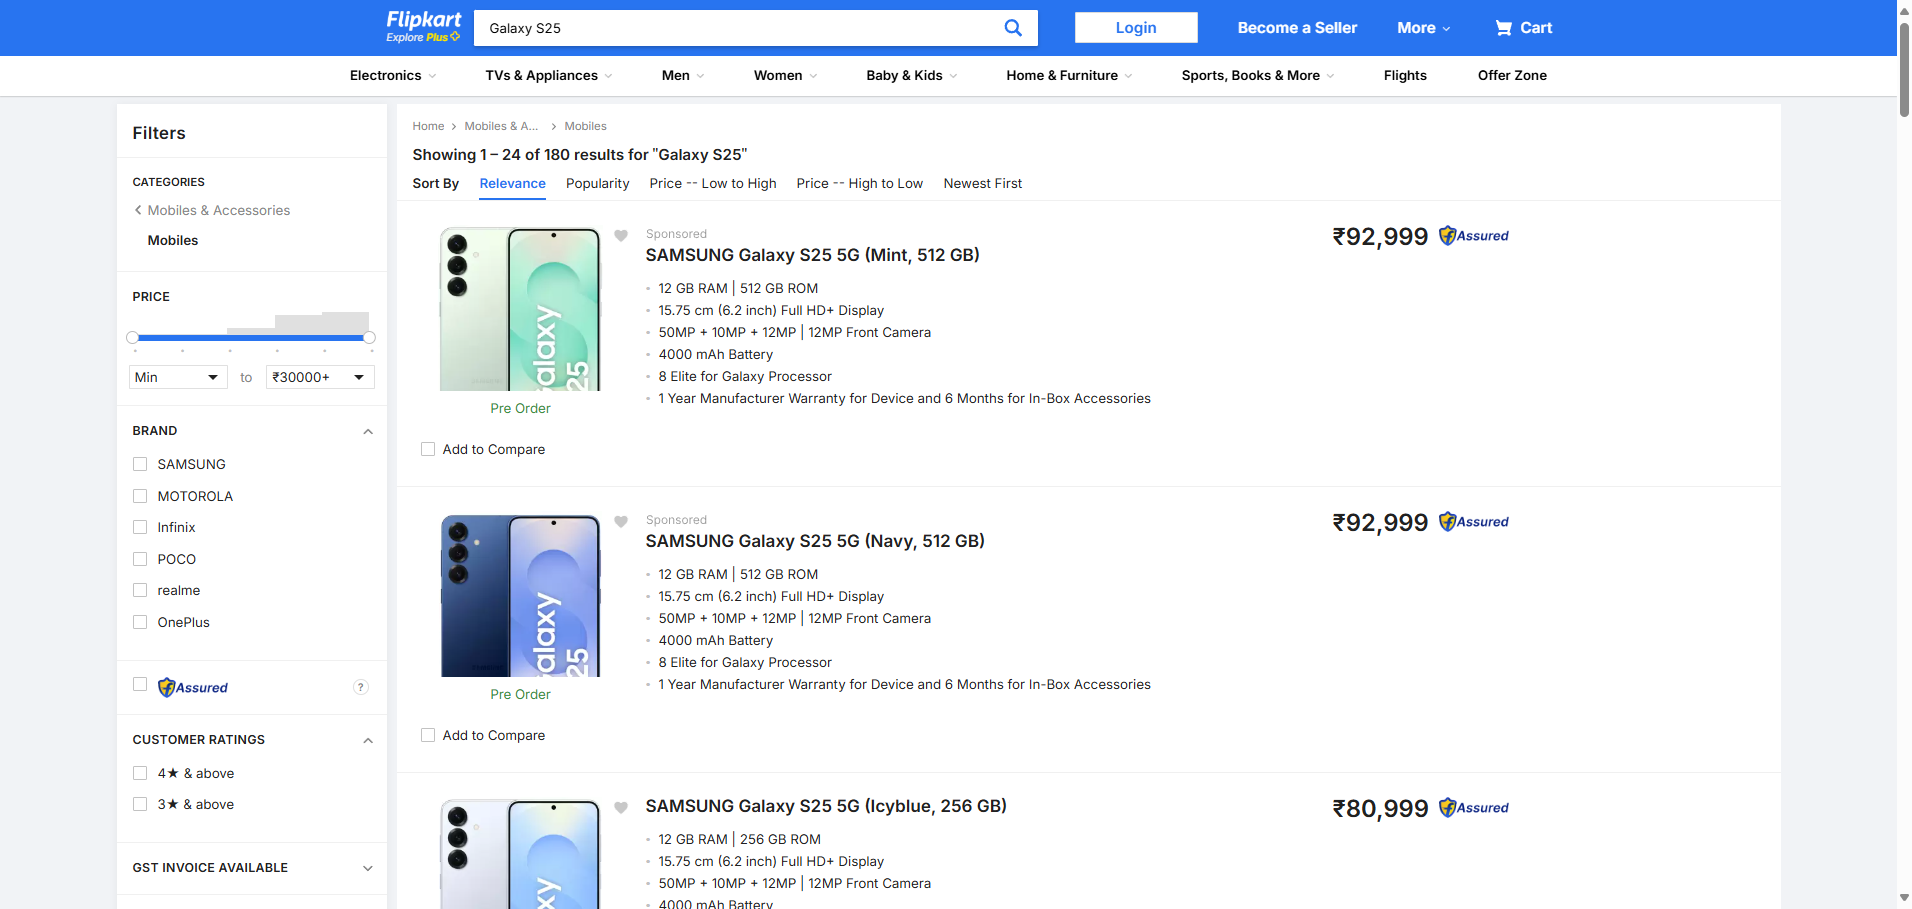 Flipkart
Explore Plus
Galaxy S25
Login
Become a Seller
More
Cart
Electronics
TVs & Appliances
Men
Women
Baby & Kids
Home & Furniture
Sports, Books & More
Flights
Offer Zone
Filters
CATEGORIES
Mobiles & Accessories
Mobiles
PRICE
Min
to
₹30000+
BRAND
SAMSUNG
MOTOROLA
Infinix
POCO
realme
OnePlus
Assured
?
CUSTOMER RATINGS
4★ & above
3★ & above
GST INVOICE AVAILABLE
Home
Mobiles & A...
Mobiles
Showing 1 – 24 of 180 results for "Galaxy S25"
Sort By
Relevance
Popularity
Price -- Low to High
Price -- High to Low
Newest First
alaxy
25
Pre Order
Add to Compare
Sponsored
SAMSUNG Galaxy S25 5G (Mint, 512 GB)
12 GB RAM | 512 GB ROM
15.75 cm (6.2 inch) Full HD+ Display
50MP + 10MP + 12MP | 12MP Front Camera
4000 mAh Battery
8 Elite for Galaxy Processor
1 Year Manufacturer Warranty for Device and 6 Months for In-Box Accessories
₹92,999
Assured
alaxy
25
Pre Order
Add to Compare
Sponsored
SAMSUNG Galaxy S25 5G (Navy, 512 GB)
12 GB RAM | 512 GB ROM
15.75 cm (6.2 inch) Full HD+ Display
50MP + 10MP + 12MP | 12MP Front Camera
4000 mAh Battery
8 Elite for Galaxy Processor
1 Year Manufacturer Warranty for Device and 6 Months for In-Box Accessories
₹92,999
Assured
xy
SAMSUNG Galaxy S25 5G (Icyblue, 256 GB)
12 GB RAM | 256 GB ROM
15.75 cm (6.2 inch) Full HD+ Display
50MP + 10MP + 12MP | 12MP Front Camera
4000 mAh Battery
₹80,999
Assured